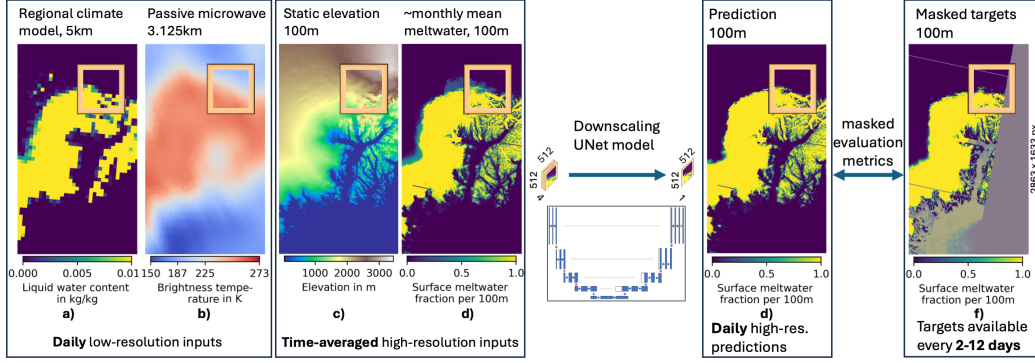 Regional climate
model, 5km
0.000
0.005
0.011
Liquid water content
in kg/kg
a)
Passive microwave
3.125km
150
187
225
273
Brightness tempe-
rature in K
b)
Daily low-resolution inputs
Static elevation
100m
1000
2000
3000
Elevation in m
c)
~monthly mean
meltwater, 100m
0.0
0.5
1.0
Surface meltwater
fraction per 100m
d)
Time-averaged high-resolution inputs
Downscaling
UNet model
512
512
4
512
512
1
Prediction
100m
0.0
0.5
1.0
Surface meltwater
fraction per 100m
d)
Daily high-res.
predictions
masked
evaluation
metrics
Masked targets
100m
2863 x 1633 px
0.0
0.5
1.0
Surface meltwater
fraction per 100m
f)
Targets available
every 2-12 days